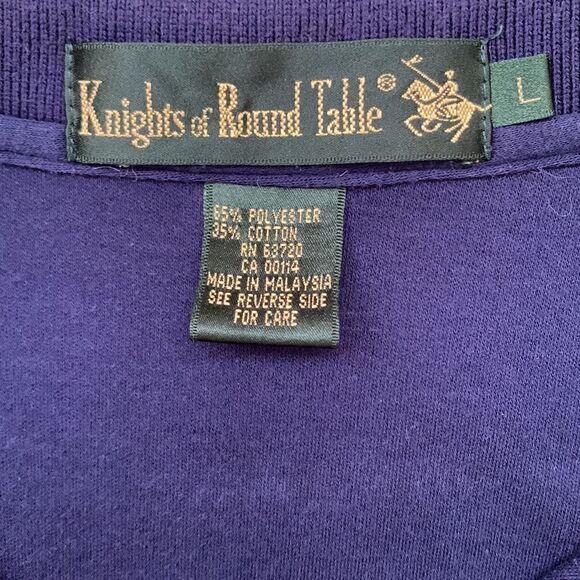 Knights of Round Table ®
L
65% POLYESTER
35% COTTON
RN 63720
CA 00114
MADE IN MALAYSIA
SEE REVERSE SIDE
FOR CARE